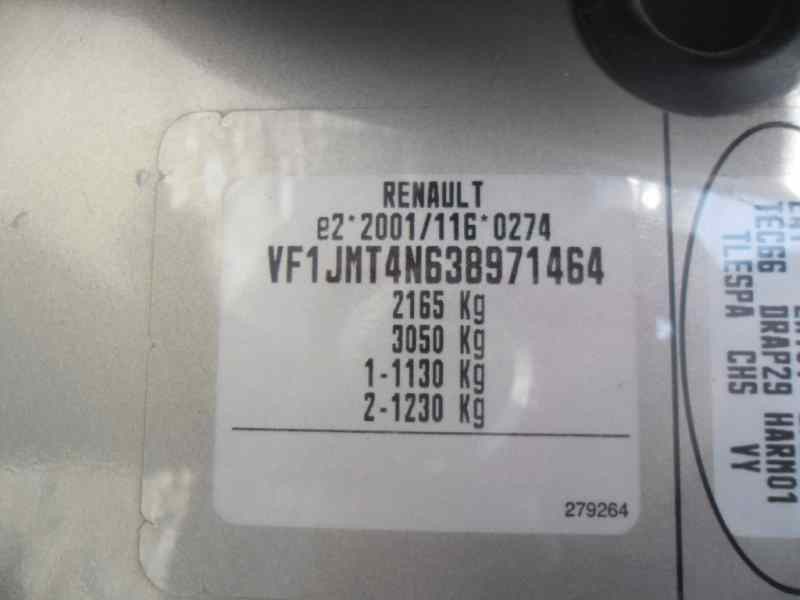 RENAULT
e2*2001/116*0274
VF1JMT4N638971464
2165 Kg
3050 Kg
1-1130 Kg
2-1230 Kg
279264
TEC66 DRAP29 HARM01
TLESPA CHS VY